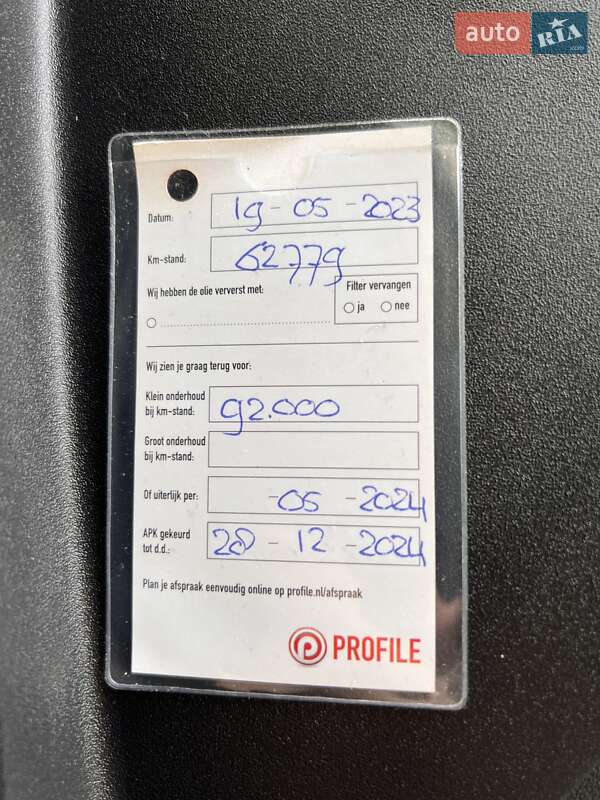 auto RIA.com
Datum: 19-05-2023
Km-stand: 62779
Wij hebben de olie ververst met:
Filter vervangen
ja nee
Wij zien je graag terug voor:
Klein onderhoud
bij km-stand: 92.000
Groot onderhoud
bij km-stand:
Of uiterlijk per: -05-2024
APK gekeurd
tot d.d.: 28-12-2024
Plan je afspraak eenvoudig online op profile.nl/afspraak
PROFILE